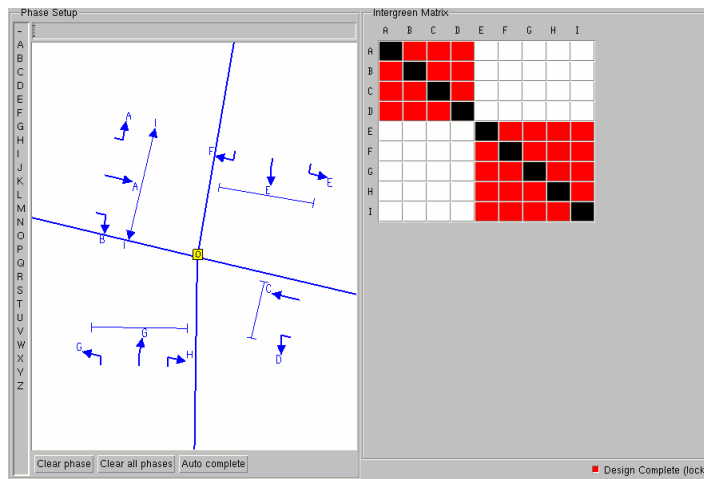 Phase Setup
-
A
B
C
D
E
F
G
H
I
J
K
L
M
N
O
P
Q
R
S
T
U
V
W
X
Y
Z
A
I
A
B
I
F
E
E
0
C
D
G
G
H
Clear phase
Clear all phases
Auto complete
Intergreen Matrix
A B C D E F G H I
A
B
C
D
E
F
G
H
I
Design Complete (lock